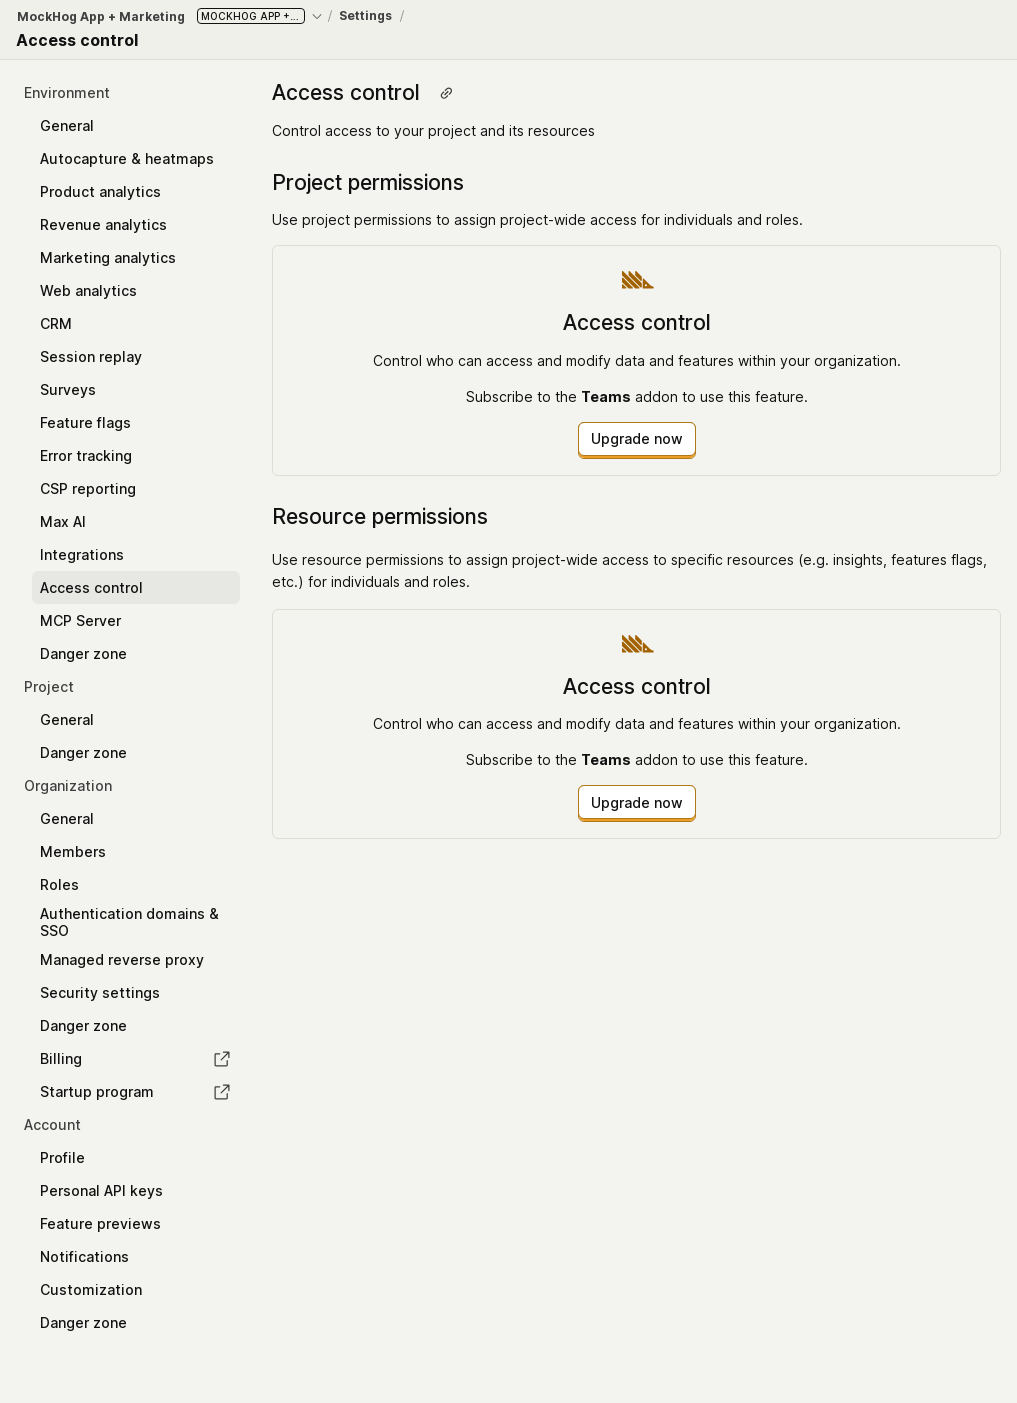 MockHog App + Marketing MOCKHOG APP +... / Settings /
Access control
Environment
General
Autocapture & heatmaps
Product analytics
Revenue analytics
Marketing analytics
Web analytics
CRM
Session replay
Surveys
Feature flags
Error tracking
CSP reporting
Max AI
Integrations
Access control
MCP Server
Danger zone
Project
General
Danger zone
Organization
General
Members
Roles
Authentication domains &
SSO
Managed reverse proxy
Security settings
Danger zone
Billing
Startup program
Account
Profile
Personal API keys
Feature previews
Notifications
Customization
Danger zone
Access control
Control access to your project and its resources
Project permissions
Use project permissions to assign project-wide access for individuals and roles.
Access control
Control who can access and modify data and features within your organization.
Subscribe to the Teams addon to use this feature.
Upgrade now
Resource permissions
Use resource permissions to assign project-wide access to specific resources (e.g. insights, features flags,
etc.) for individuals and roles.
Access control
Control who can access and modify data and features within your organization.
Subscribe to the Teams addon to use this feature.
Upgrade now